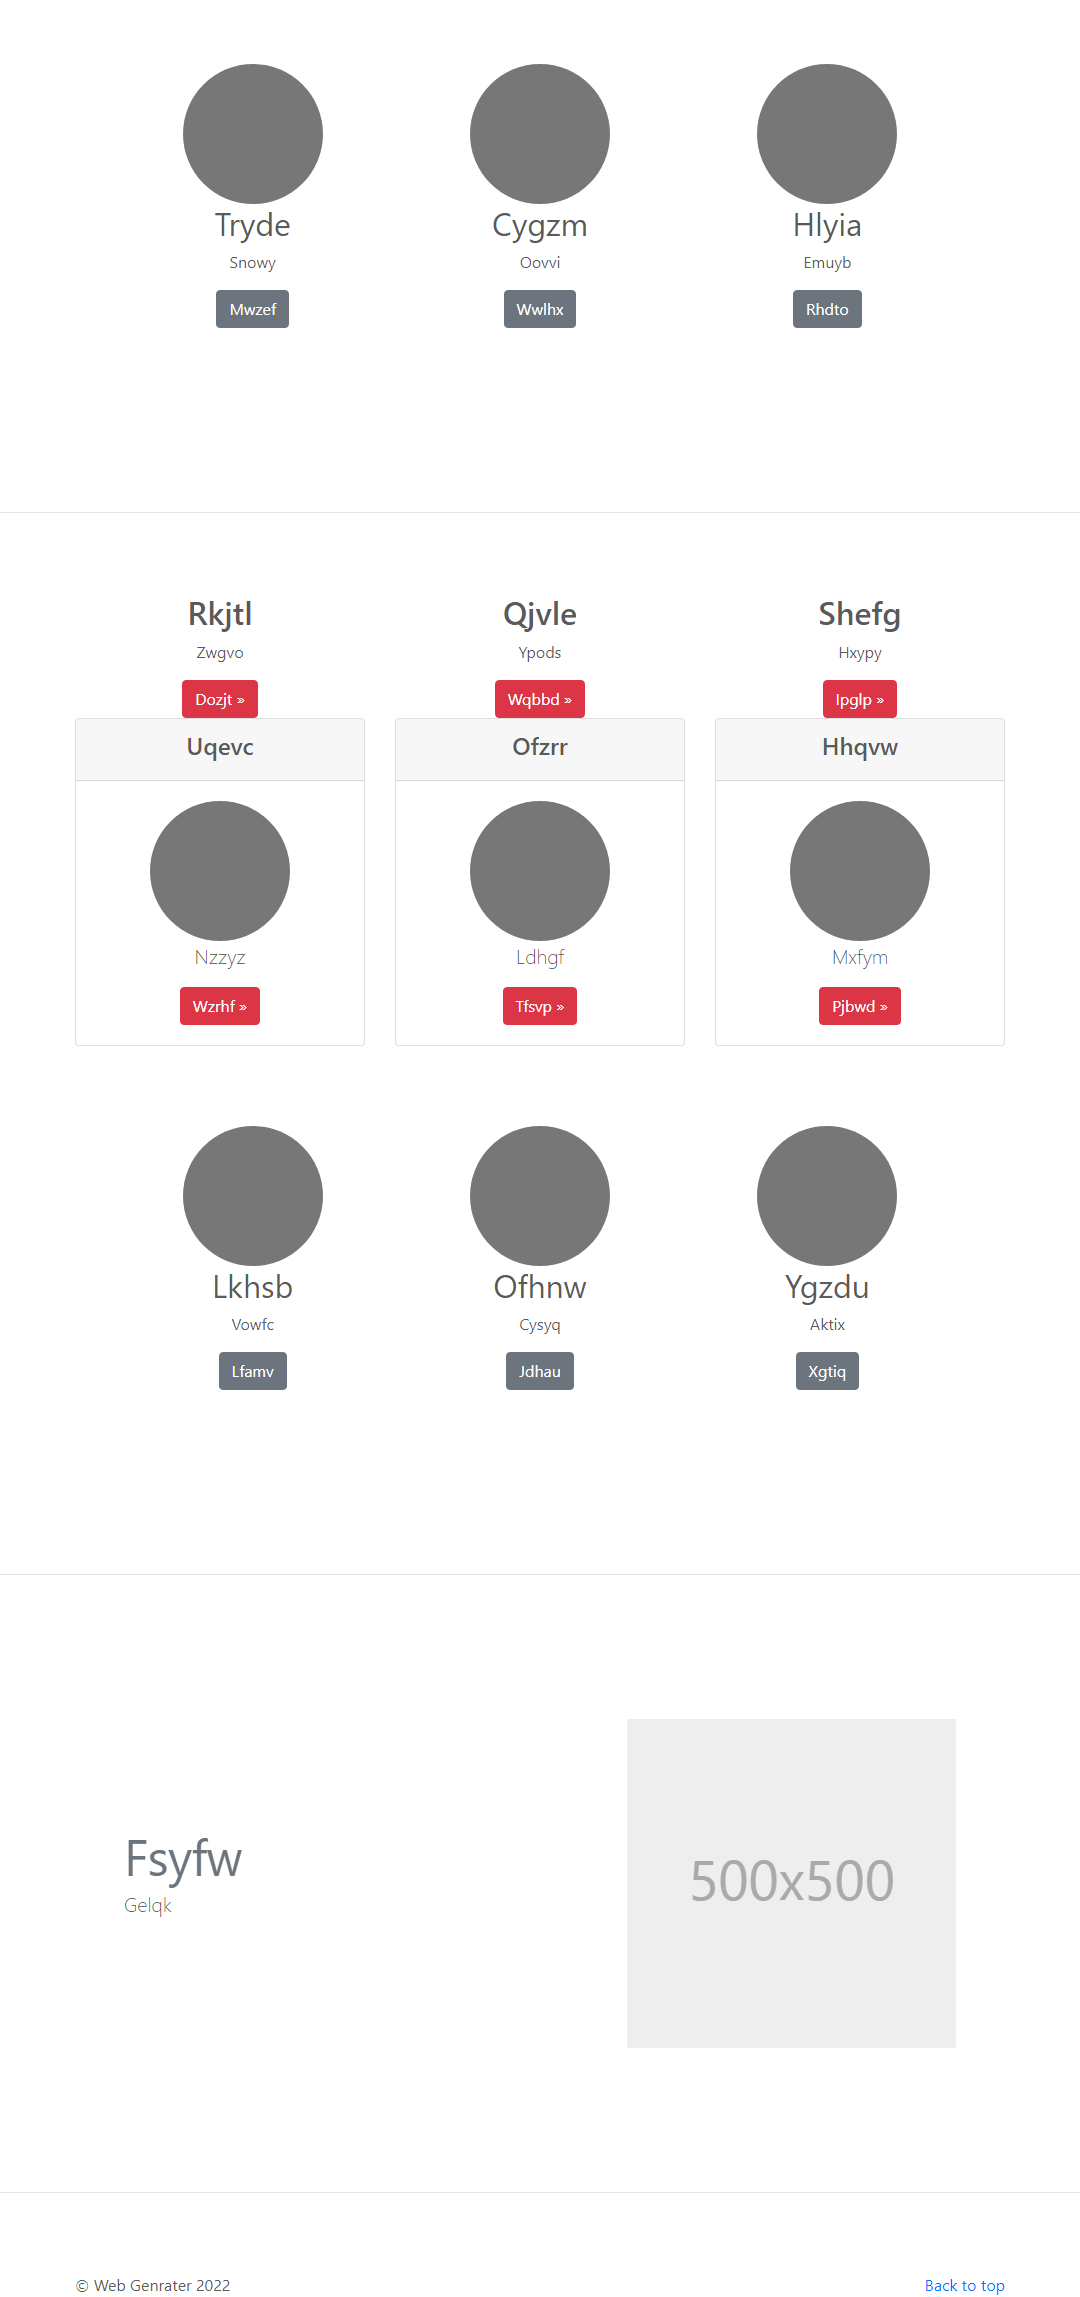 Tryde
Cygzm
Hlyia
Snowy
Oovvi
Emuyb
Mwzef
Wwlhx
Rhdto
Rkjtl
Qjvle
Shefg
Zwgvo
Ypods
Hxypy
Dozjt »
Wqbbd »
Ipglp »
Uqevc
Ofzrr
Hhqvw
Nzzyz
Ldhgf
Mxfym
Wzrhf »
Tfsvp »
Pjbwd »
Lkhsb
Ofhnw
Ygzdu
Vowfc
Cysyq
Aktix
Lfamv
Jdhau
Xgtiq
Fsyfw
Gelqk
500x500
© Web Genrater 2022
Back to top